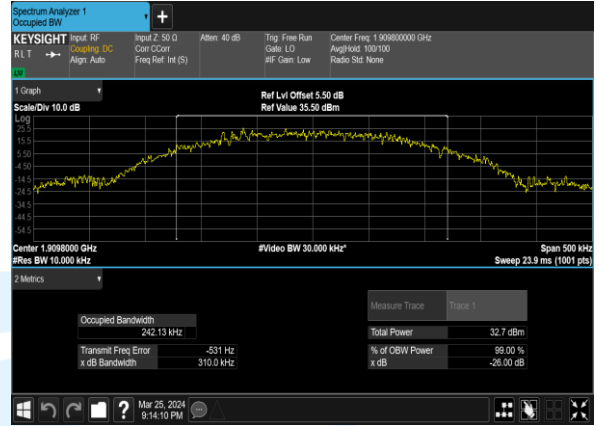 Spectrum Analyzer 1
Occupied BW
+
KEYSIGHT Input: RF Input Z: 50 Ω Atten: 40 dB Trig: Free Run Center Freq: 1.909800000 GHz
RLT Coupling: DC Corr CCorr Gate: LO Avg|Hold: 100/100
Align: Auto Freq Ref: Int (S) #IF Gain: Low Radio Std: None
LXI
1 Graph
Ref Lvl Offset 5.50 dB
Scale/Div 10.0 dB Ref Value 35.50 dBm
Log
25.5
15.5
5.50
-4.50
-14.5
-24.5
-34.5
-44.5
-54.5
Center 1.9098000 GHz #Video BW 30.000 kHz* Span 500 kHz
#Res BW 10.000 kHz Sweep 23.9 ms (1001 pts)
2 Metrics
Measure Trace Trace 1
Occupied Bandwidth
242.13 kHz Total Power 32.7 dBm
Transmit Freq Error -531 Hz % of OBW Power 99.00 %
x dB Bandwidth 310.0 kHz x dB -26.00 dB
? Mar 25, 2024
9:14:10 PM